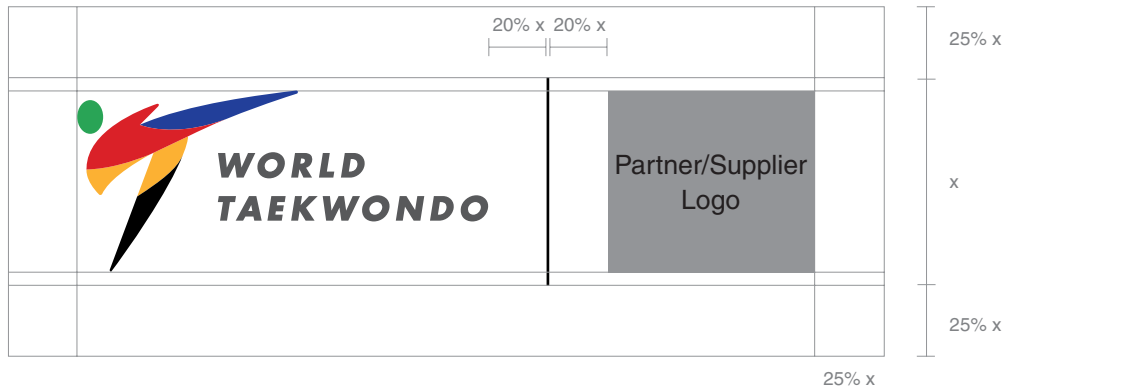 20% x 20% x
25% x
WORLD
TAEKWONDO
Partner/Supplier
Logo
x
25% x
25% x